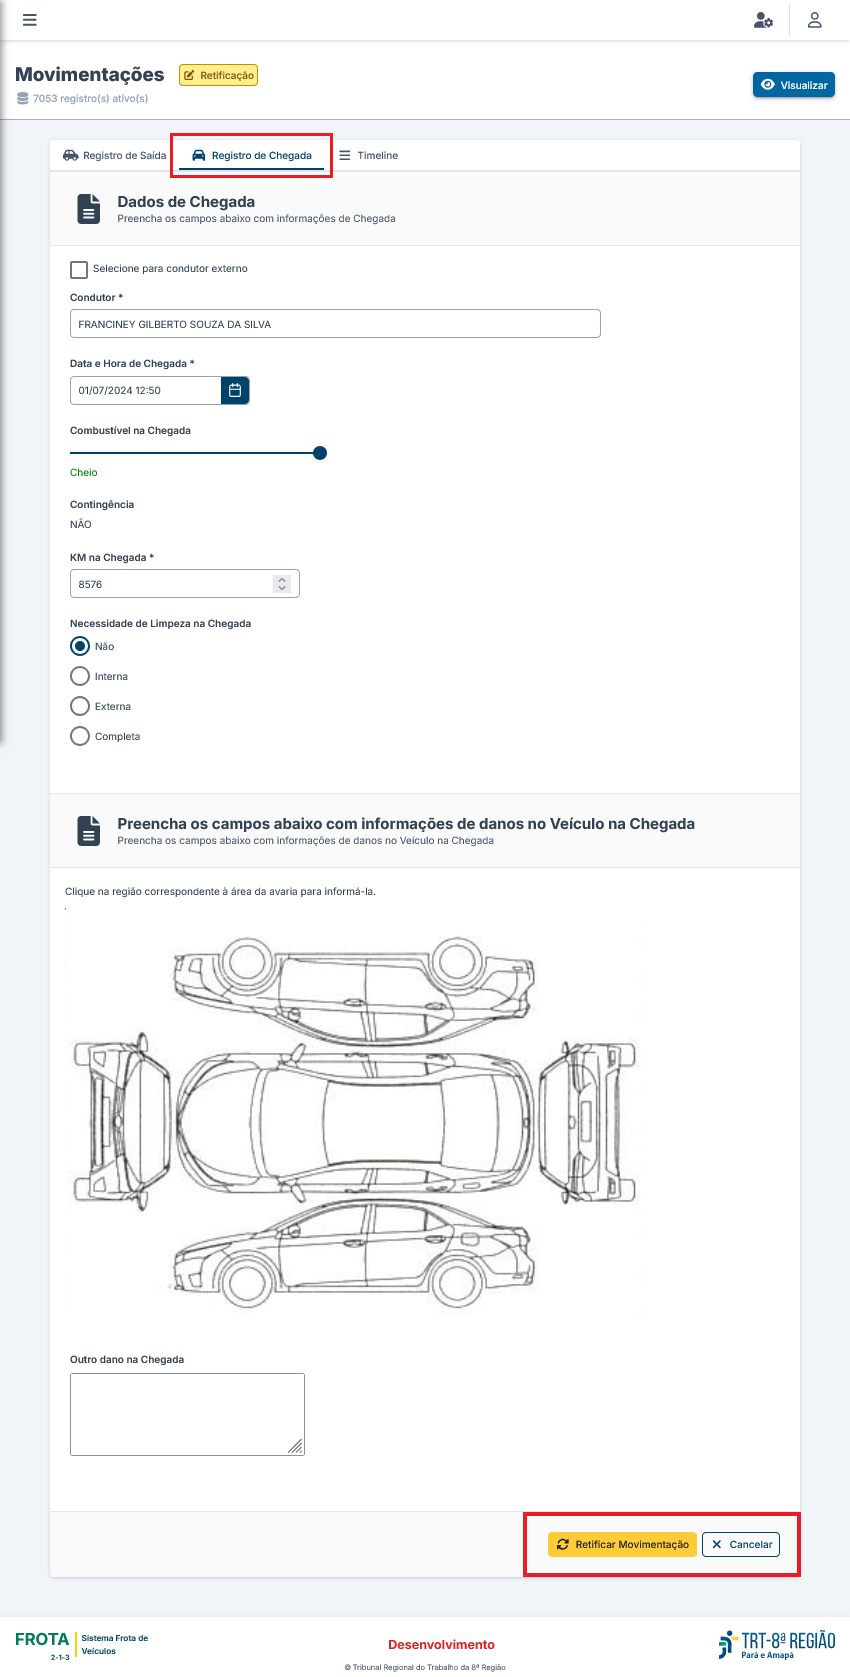 Movimentações
Retificação
7053 registro(s) ativo(s)
Visualizar
Registro de Saída
Registro de Chegada
Timeline
Dados de Chegada
Preencha os campos abaixo com informações de Chegada
Selecione para condutor externo
Condutor *
FRANCINEY GILBERTO SOUZA DA SILVA
Data e Hora de Chegada *
01/07/2024 12:50
Combustível na Chegada
Cheio
Contingência
NÃO
KM na Chegada *
8576
Necessidade de Limpeza na Chegada
Não
Interna
Externa
Completa
Preencha os campos abaixo com informações de danos no Veículo na Chegada
Preencha os campos abaixo com informações de danos no Veículo na Chegada
Clique na região correspondente à área da avaria para informá-la.
.
Outro dano na Chegada
Retificar Movimentação
Cancelar
FROTA
2-1-3
Sistema Frota de
Veículos
Desenvolvimento
© Tribunal Regional do Trabalho da 8ª Região
TRT-8ª REGIÃO
Pará e Amapá